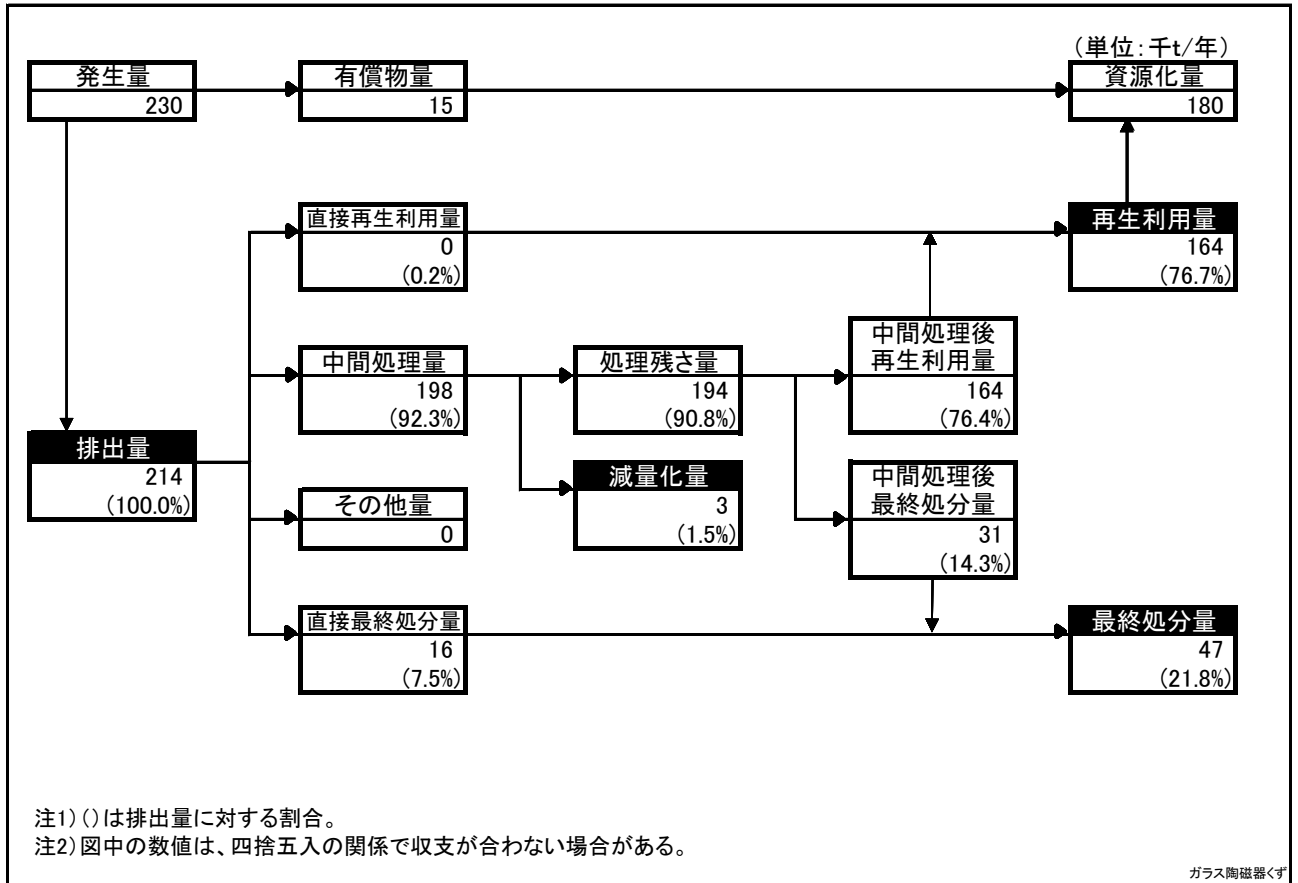 (単位:千t/年)
発生量
230
有償物量
15
資源化量
180
直接再生利用量
0
(0.2%)
再生利用量
164
(76.7%)
中間処理量
198
(92.3%)
処理残さ量
194
(90.8%)
中間処理後
再生利用量
164
(76.4%)
排出量
214
(100.0%)
減量化量
3
(1.5%)
中間処理後
最終処分量
31
(14.3%)
その他量
0
直接最終処分量
16
(7.5%)
最終処分量
47
(21.8%)
注1)()は排出量に対する割合。
注2)図中の数値は、四捨五入の関係で収支が合わない場合がある。
ガラス陶磁器くず